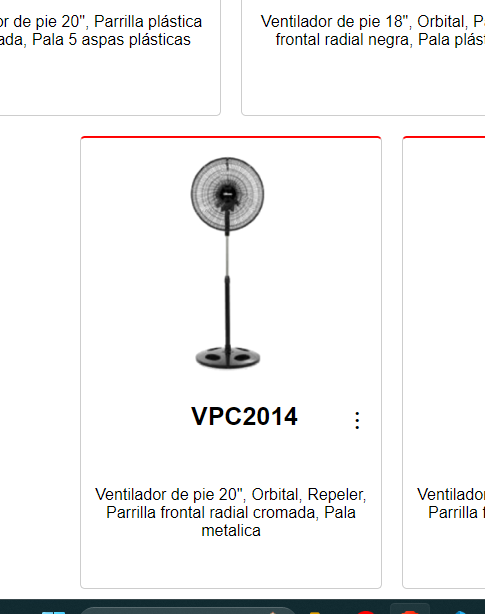 or de pie 20", Parrilla plástica
ada, Pala 5 aspas plásticas
Ventilador de pie 18", Orbital, P
frontal radial negra, Pala plást
VPC2014
Ventilador de pie 20", Orbital, Repeler,
Parrilla frontal radial cromada, Pala
metalica
Ventilador
Parrilla f